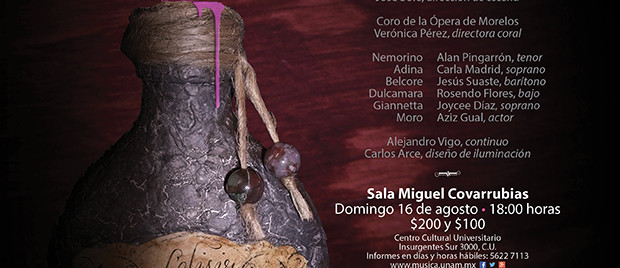 Coro de la Ópera de Morelos
Verónica Pérez, directora coral
Nemorino Alan Pingarrón, tenor
Adina Carla Madrid, soprano
Belcore Jesús Suaste, barítono
Dulcamara Rosendo Flores, bajo
Giannetta Joycee Díaz, soprano
Moro Aziz Gual, actor
Alejandro Vigo, continuo
Carlos Arce, diseño de iluminación
Sala Miguel Covarrubias
Domingo 16 de agosto • 18:00 horas
$200 y $100
Centro Cultural Universitario
Insurgentes Sur 3000, C.U.
Informes en días y horas hábiles: 5622 7113
www.musica.unam.mx